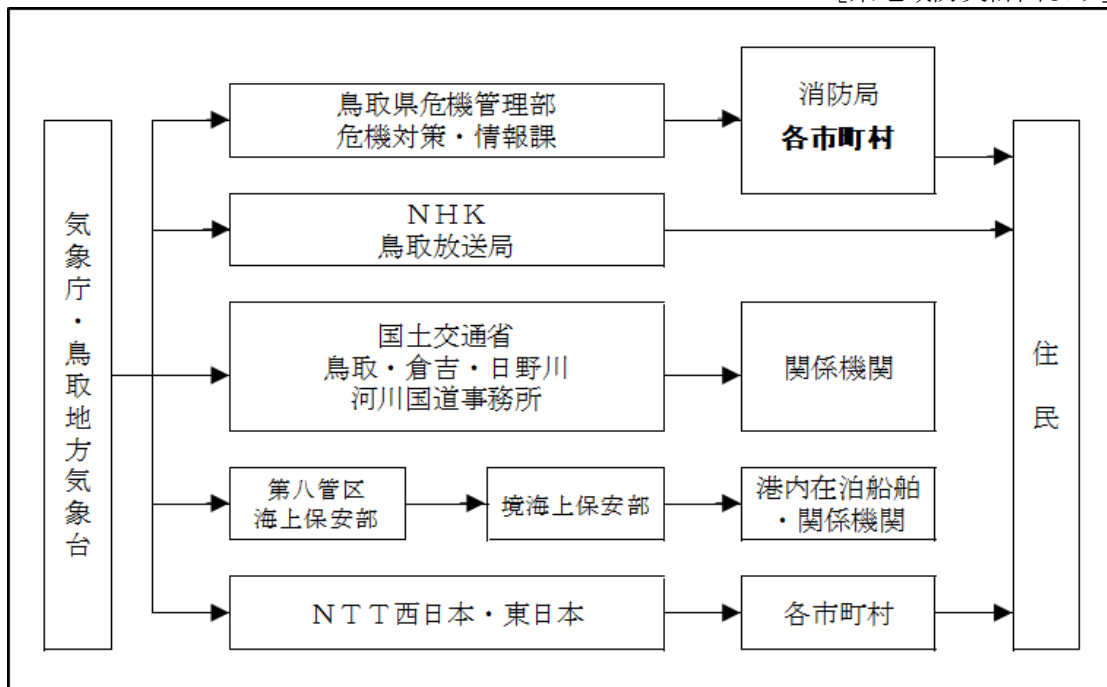 気象庁・鳥取地方気象台
鳥取県危機管理部
危機対策・情報課
消防局
各市町村
ＮＨＫ
鳥取放送局
国土交通省
鳥取・倉吉・日野川
河川国道事務所
関係機関
第八管区
海上保安部
境海上保安部
港内在泊船舶
・関係機関
ＮＴＴ西日本・東日本
各市町村
住民